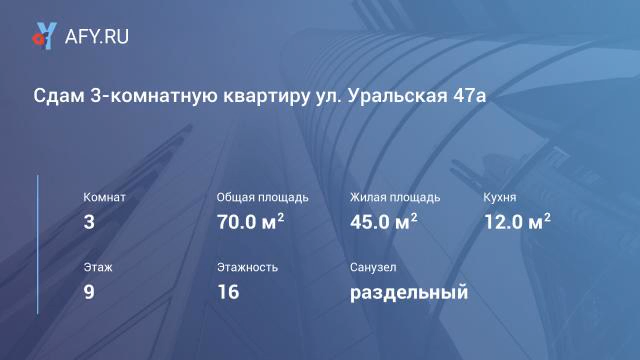 AFY.RU
Сдам 3-комнатную квартиру ул. Уральская 47а
Комнат
3
Общая площадь
70.0 м²
Жилая площадь
45.0 м²
Кухня
12.0 м²
Этаж
9
Этажность
16
Санузел
раздельный